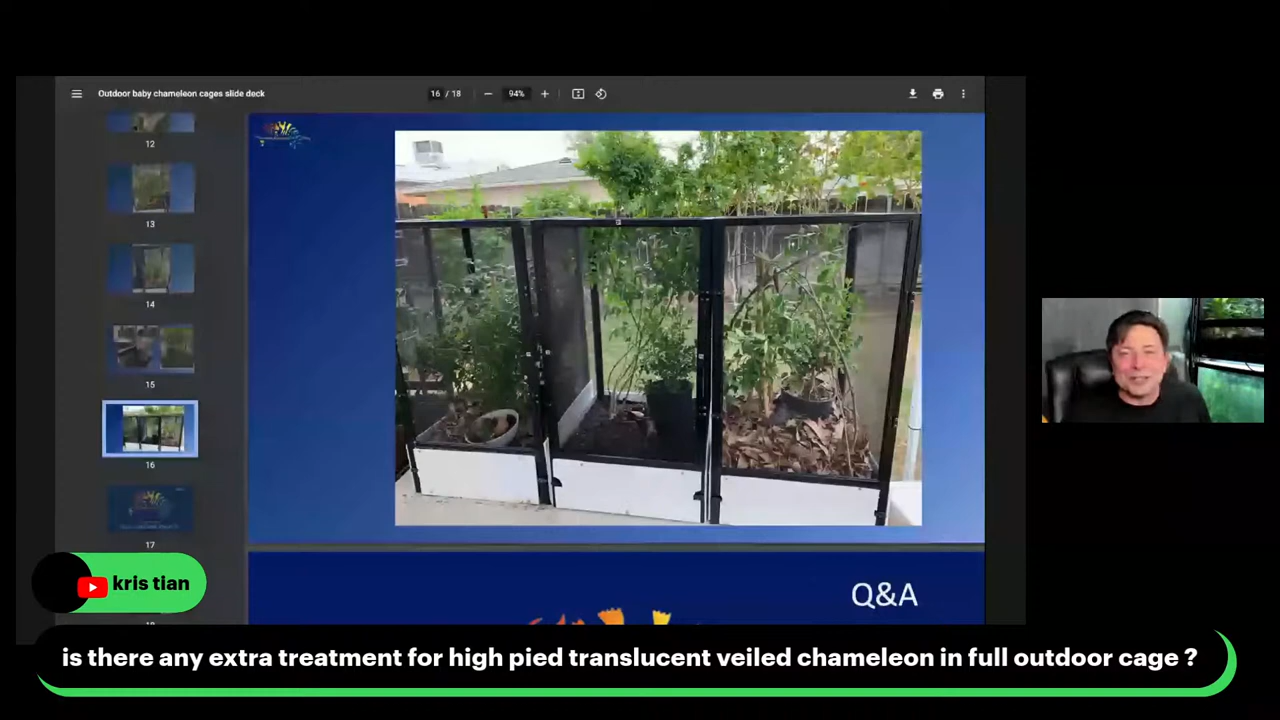 Outdoor baby chameleon cages slide deck
16 / 18
94%
12
13
14
15
16
17
Q&A
kris tian
is there any extra treatment for high pied translucent veiled chameleon in full outdoor cage ?